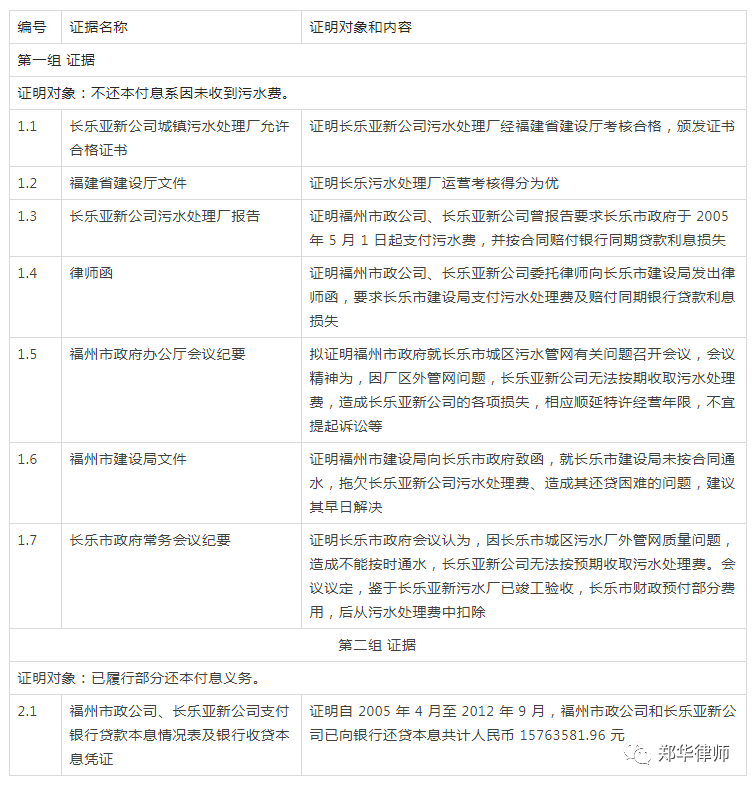 编号 证据名称 证明对象和内容
第一组 证据
证明对象：不还本付息系因未收到污水费。
1.1 长乐亚新公司城镇污水处理厂允许 证明长乐亚新公司污水处理厂经福建省建设厅考核合格，颁发证书
合格证书
1.2 福建省建设厅文件 证明长乐污水处理厂运营考核得分为优
1.3 长乐亚新公司污水处理厂报告 证明福州市政公司、长乐亚新公司曾报告要求长乐市政府于 2005
年 5 月 1 日起支付污水费，并按合同赔付银行同期贷款利息损失
1.4 律师函 证明福州市政公司、长乐亚新公司委托律师向长乐市建设局发出律
师函，要求长乐市建设局支付污水处理费及赔付同期银行贷款利息
损失
1.5 福州市政府办公厅会议纪要 拟证明福州市政府就长乐市城区污水管网有关问题召开会议，会议
精神为，因厂区外管网问题，长乐亚新公司无法按期收取污水处理
费，造成长乐亚新公司的各项损失，相应顺延特许经营年限，不宜
提起诉讼等
1.6 福州市建设局文件 证明福州市建设局向长乐市政府致函，就长乐市建设局未按合同通
水，拖欠长乐亚新公司污水处理费、造成其还贷困难的问题，建议
其早日解决
1.7 长乐市政府常务会议纪要 证明长乐市政府会议认为，因长乐市城区污水厂外管网质量问题，
造成不能按时通水，长乐亚新公司无法按预期收取污水处理费。会
议议定，鉴于长乐亚新污水厂已竣工验收，长乐市财政预付部分费
用，后从污水处理费中扣除
第二组 证据
证明对象：已履行部分还本付息义务。
2.1 福州市政公司、长乐亚新公司支付 证明自 2005 年 4 月至 2012 年 9 月，福州市政公司和长乐亚新公
银行贷款本息情况表及银行收贷本 司已向银行还贷本息共计人民币 15763581.96 元
息凭证
郑华律师